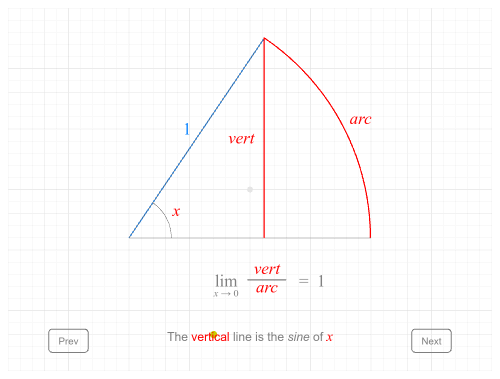 1
vert
arc
x
lim x → 0 vert/arc = 1
Prev
The vertical line is the sine of x
Next